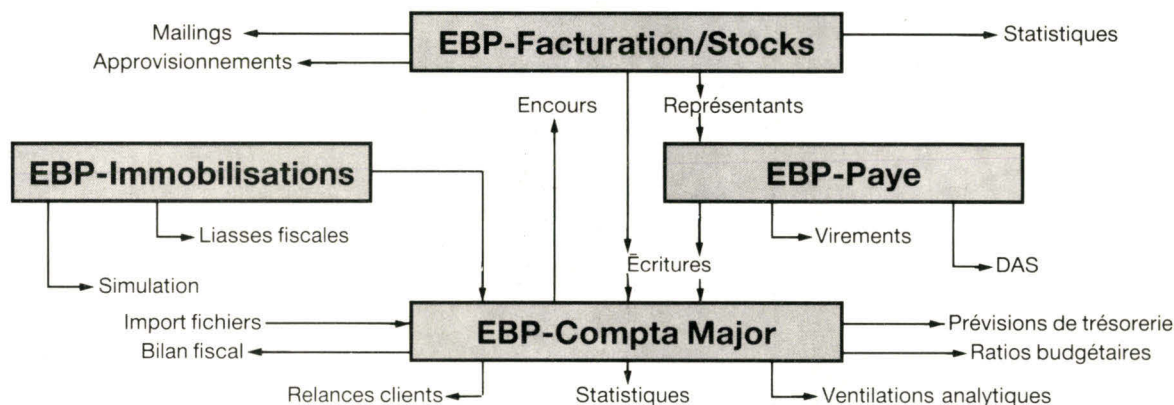 EBP-Facturation/Stocks
Mailings
Statistiques
Approvisionnements
Encours
Représentants
EBP-Immobilisations
EBP-Paye
Liasses fiscales
Virements
Écritures
DAS
Simulation
Import fichiers
EBP-Compta Major
Prévisions de trésorerie
Bilan fiscal
Ratios budgétaires
Relances clients
Statistiques
Ventilations analytiques